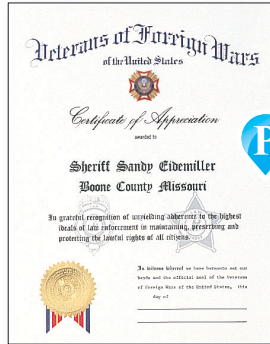 Veterans of Foreign Wars
of the United States
Certificate of Appreciation
awarded to
Sheriff Sandy Eidemiller
Boone County Missouri
In grateful recognition of unyielding adherence to the highest
ideals of law enforcement in maintaining, preserving and
protecting the lawful rights of all citizens.
In witness whereof we have hereunto set our
hands and the official seal of the Veterans
of Foreign Wars of the United States, this
day of
P